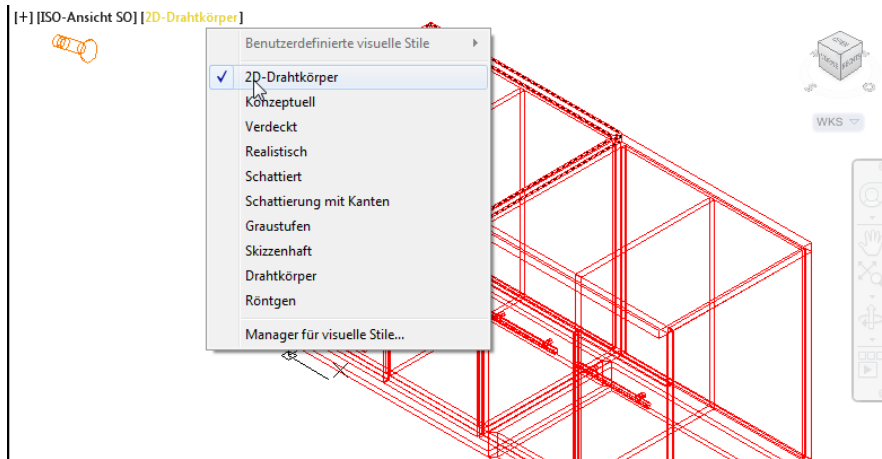 [+] [ISO-Ansicht SO] [2D-Drahtkörper]
Benutzerdefinierte visuelle Stile
2D-Drahtkörper
Konzeptuell
Verdeckt
Realistisch
Schattiert
Schattierung mit Kanten
Graustufen
Skizzenhaft
Drahtkörper
Röntgen
Manager für visuelle Stile...
WKS